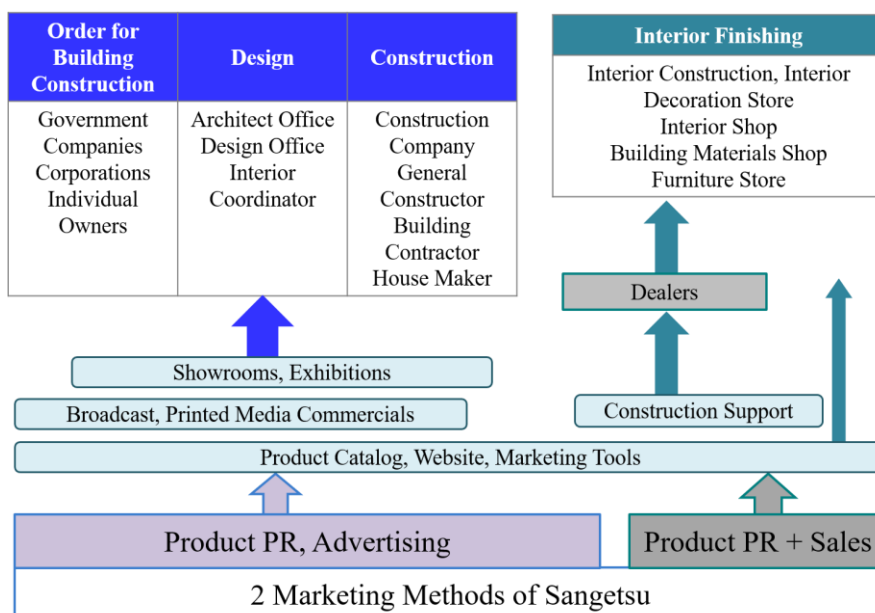 Order for
Building
Construction
Design
Construction
Government
Companies
Corporations
Individual
Owners
Architect Office
Design Office
Interior
Coordinator
Construction
Company
General
Constructor
Building
Contractor
House Maker
Interior Finishing
Interior Construction, Interior
Decoration Store
Interior Shop
Building Materials Shop
Furniture Store
Dealers
Showrooms, Exhibitions
Broadcast, Printed Media Commercials
Construction Support
Product Catalog, Website, Marketing Tools
Product PR, Advertising
Product PR + Sales
2 Marketing Methods of Sangetsu